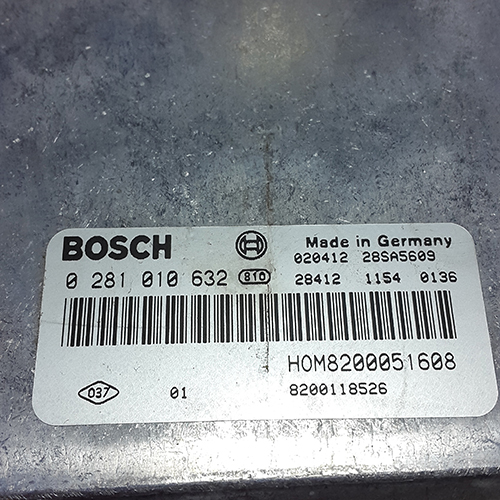 BOSCH Made in Germany
020412 28SA5609
0 281 010 632 810 28412 1154 0136
HOM8200051608
037 01 8200118526